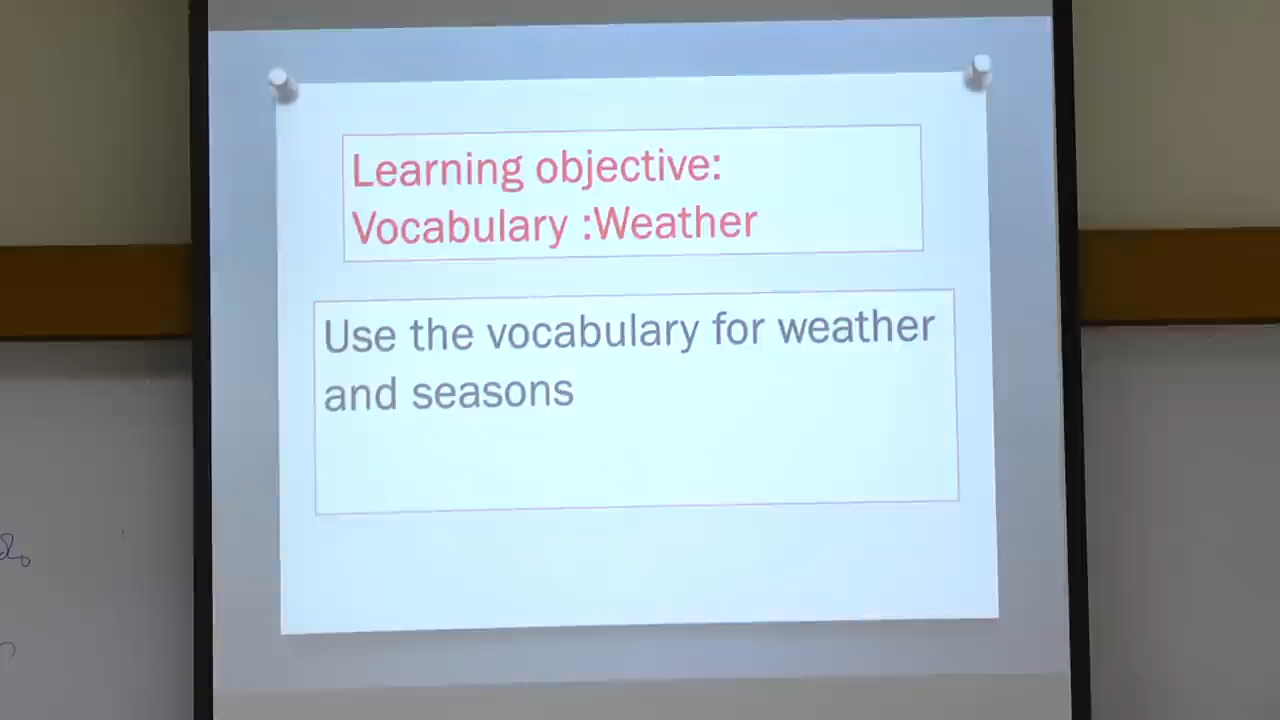 Learning objective:
Vocabulary :Weather
Use the vocabulary for weather
and seasons